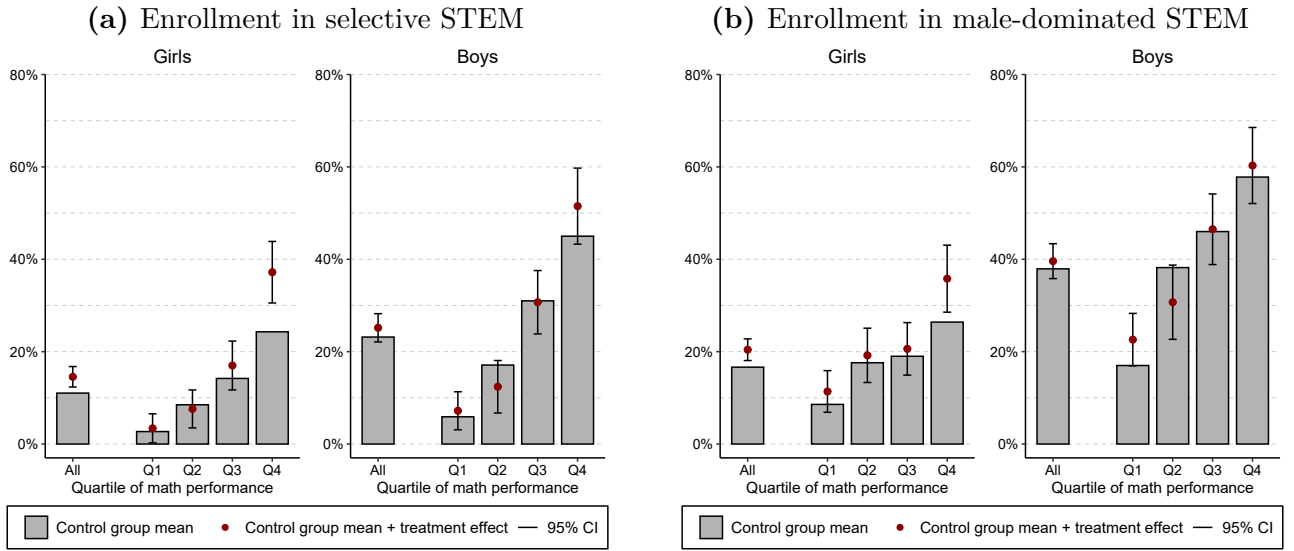 (a) Enrollment in selective STEM
Girls
Boys
80%
60%
40%
20%
0%
All Q1 Q2 Q3 Q4
Quartile of math performance
80%
60%
40%
20%
0%
All Q1 Q2 Q3 Q4
Quartile of math performance
Control group mean Control group mean + treatment effect 95% CI
(b) Enrollment in male-dominated STEM
Girls
Boys
80%
60%
40%
20%
0%
All Q1 Q2 Q3 Q4
Quartile of math performance
80%
60%
40%
20%
0%
All Q1 Q2 Q3 Q4
Quartile of math performance
Control group mean Control group mean + treatment effect 95% CI